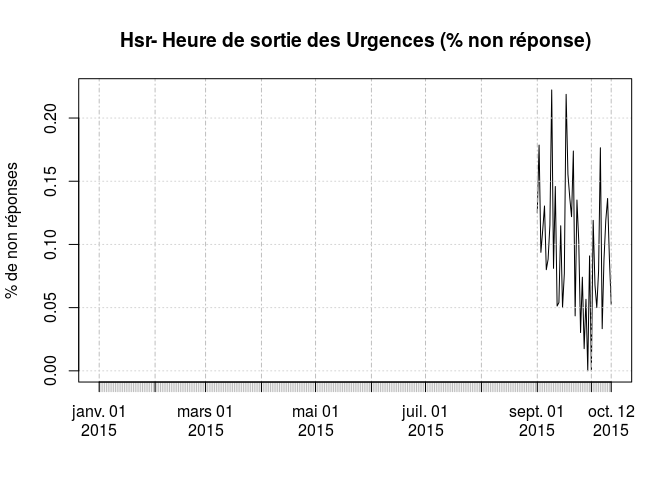 Hsr- Heure de sortie des Urgences (% non réponse)
% de non réponses
0.20
0.15
0.10
0.05
0.00
janv. 01 mars 01 mai 01 juil. 01 sept. 01 oct. 12
2015 2015 2015 2015 2015 2015